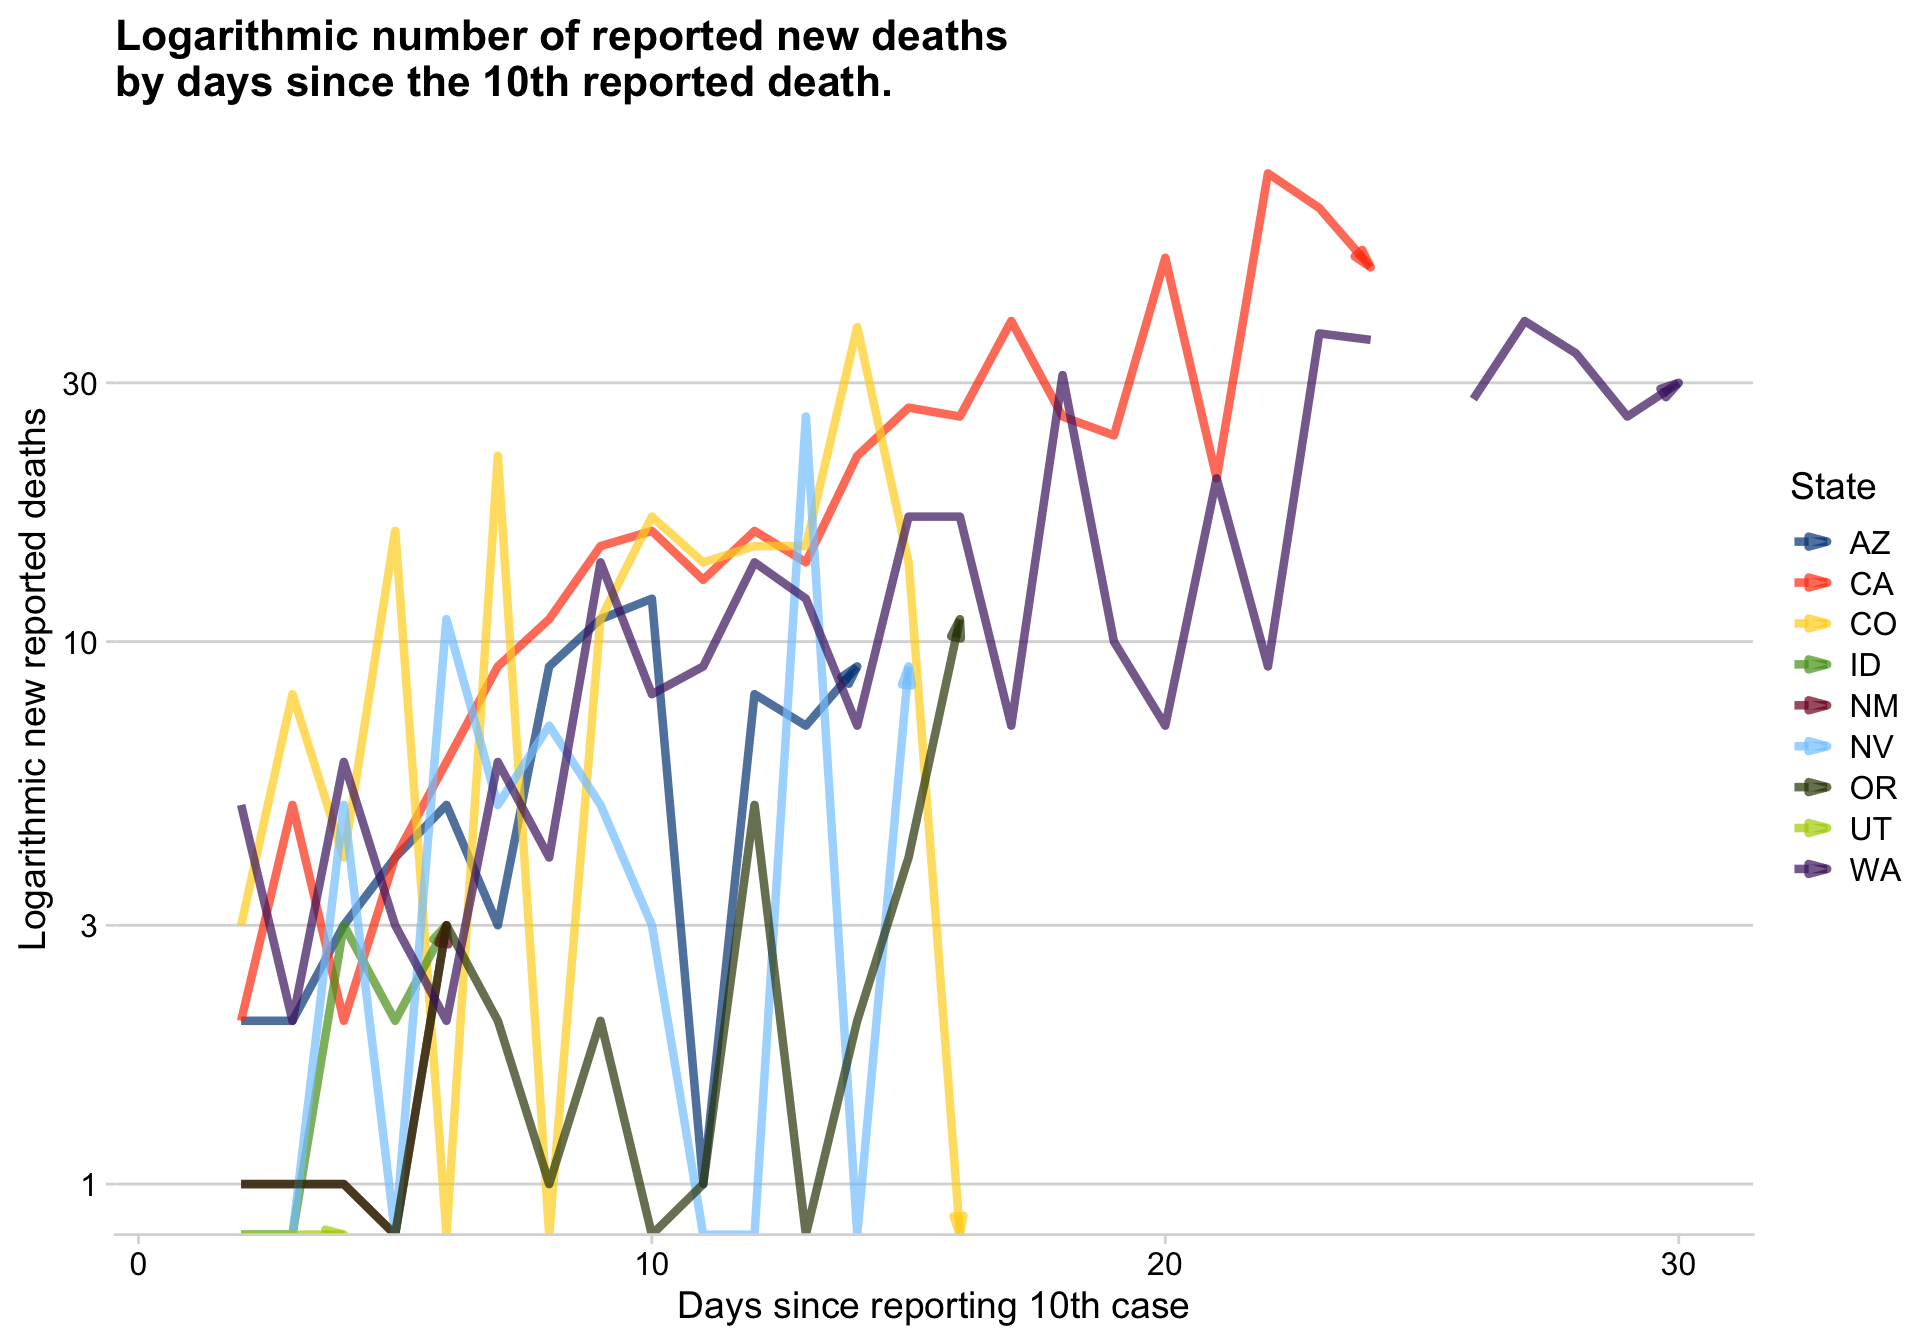 Logarithmic number of reported new deaths
by days since the 10th reported death.
Logarithmic new reported deaths
30
10
3
1
0
10
20
30
Days since reporting 10th case
State
AZ
CA
CO
ID
NM
NV
OR
UT
WA